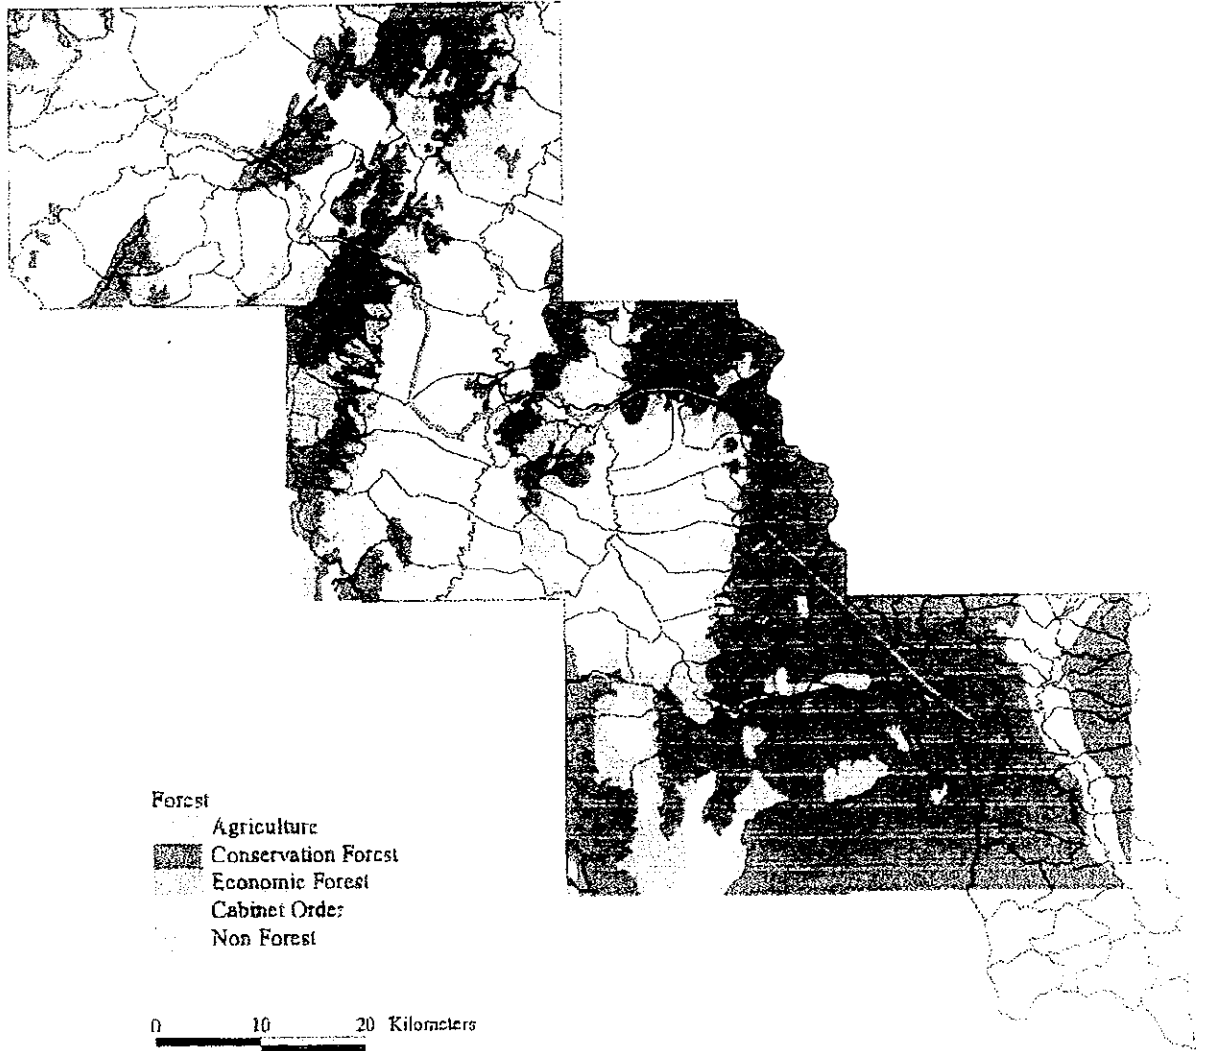 Forest
Agriculture
Conservation Forest
Economic Forest
Cabinet Order
Non Forest
0 10 20 Kilometers